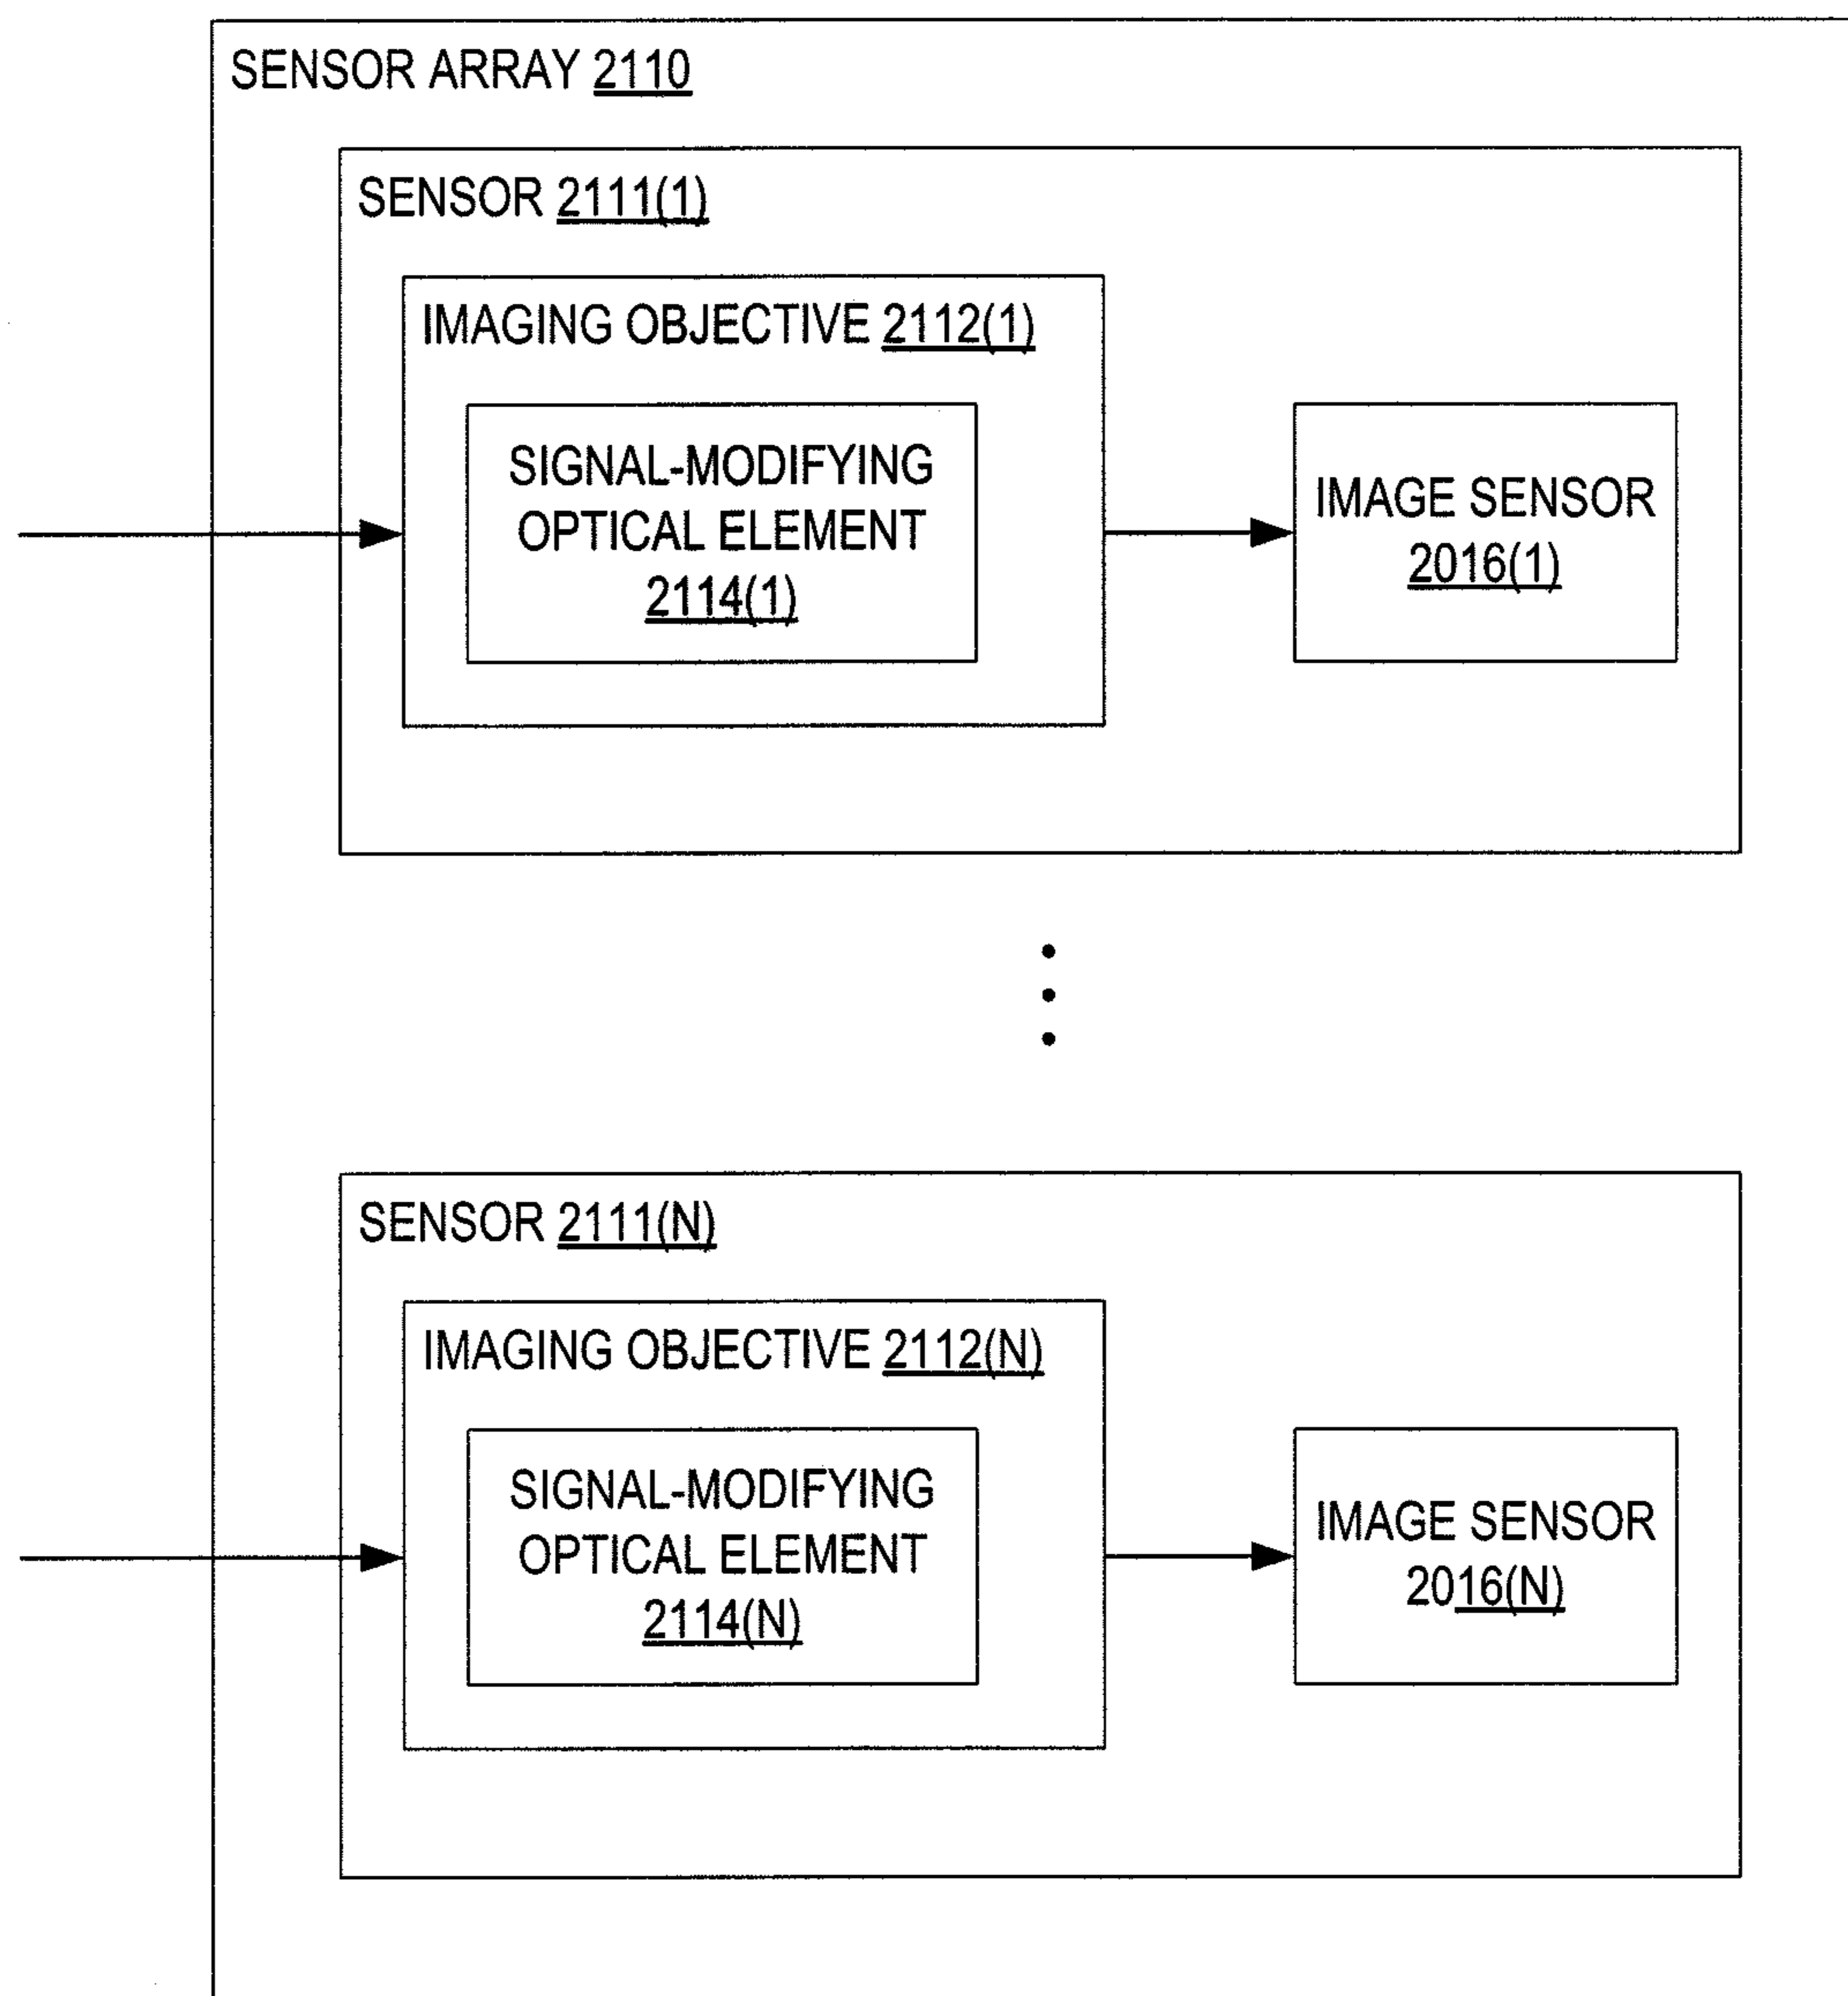 SENSOR ARRAY 2110
SENSOR 2111(1)
IMAGING OBJECTIVE 2112(1)
SIGNAL-MODIFYING
OPTICAL ELEMENT
2114(1)
IMAGE SENSOR
2016(1)
SENSOR 2111(N)
IMAGING OBJECTIVE 2112(N)
SIGNAL-MODIFYING
OPTICAL ELEMENT
2114(N)
IMAGE SENSOR
2016(N)